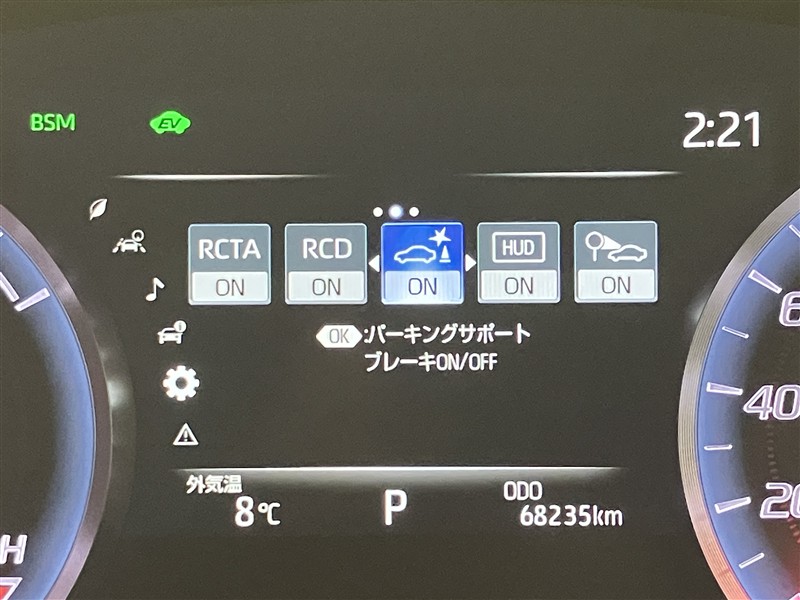 BSM
EV
2:21
RCTA
RCD
HUD
ON
ON
ON
ON
ON
OK:パーキングサポート
ブレーキON/OFF
外気温
8℃
P
ODO
68235km
40
H